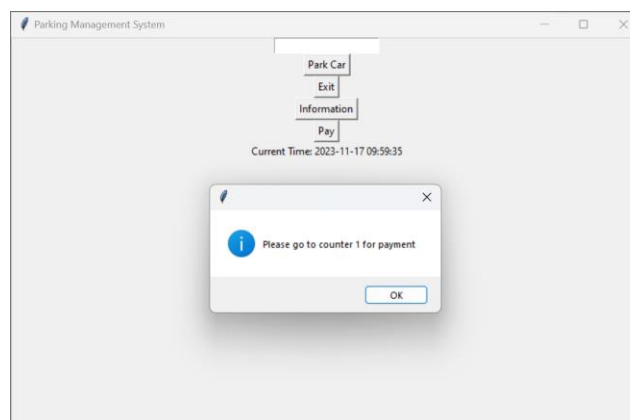 Parking Management System
Park Car
Exit
Information
Pay
Current Time: 2023-11-17 09:59:35
Please go to counter 1 for payment
OK